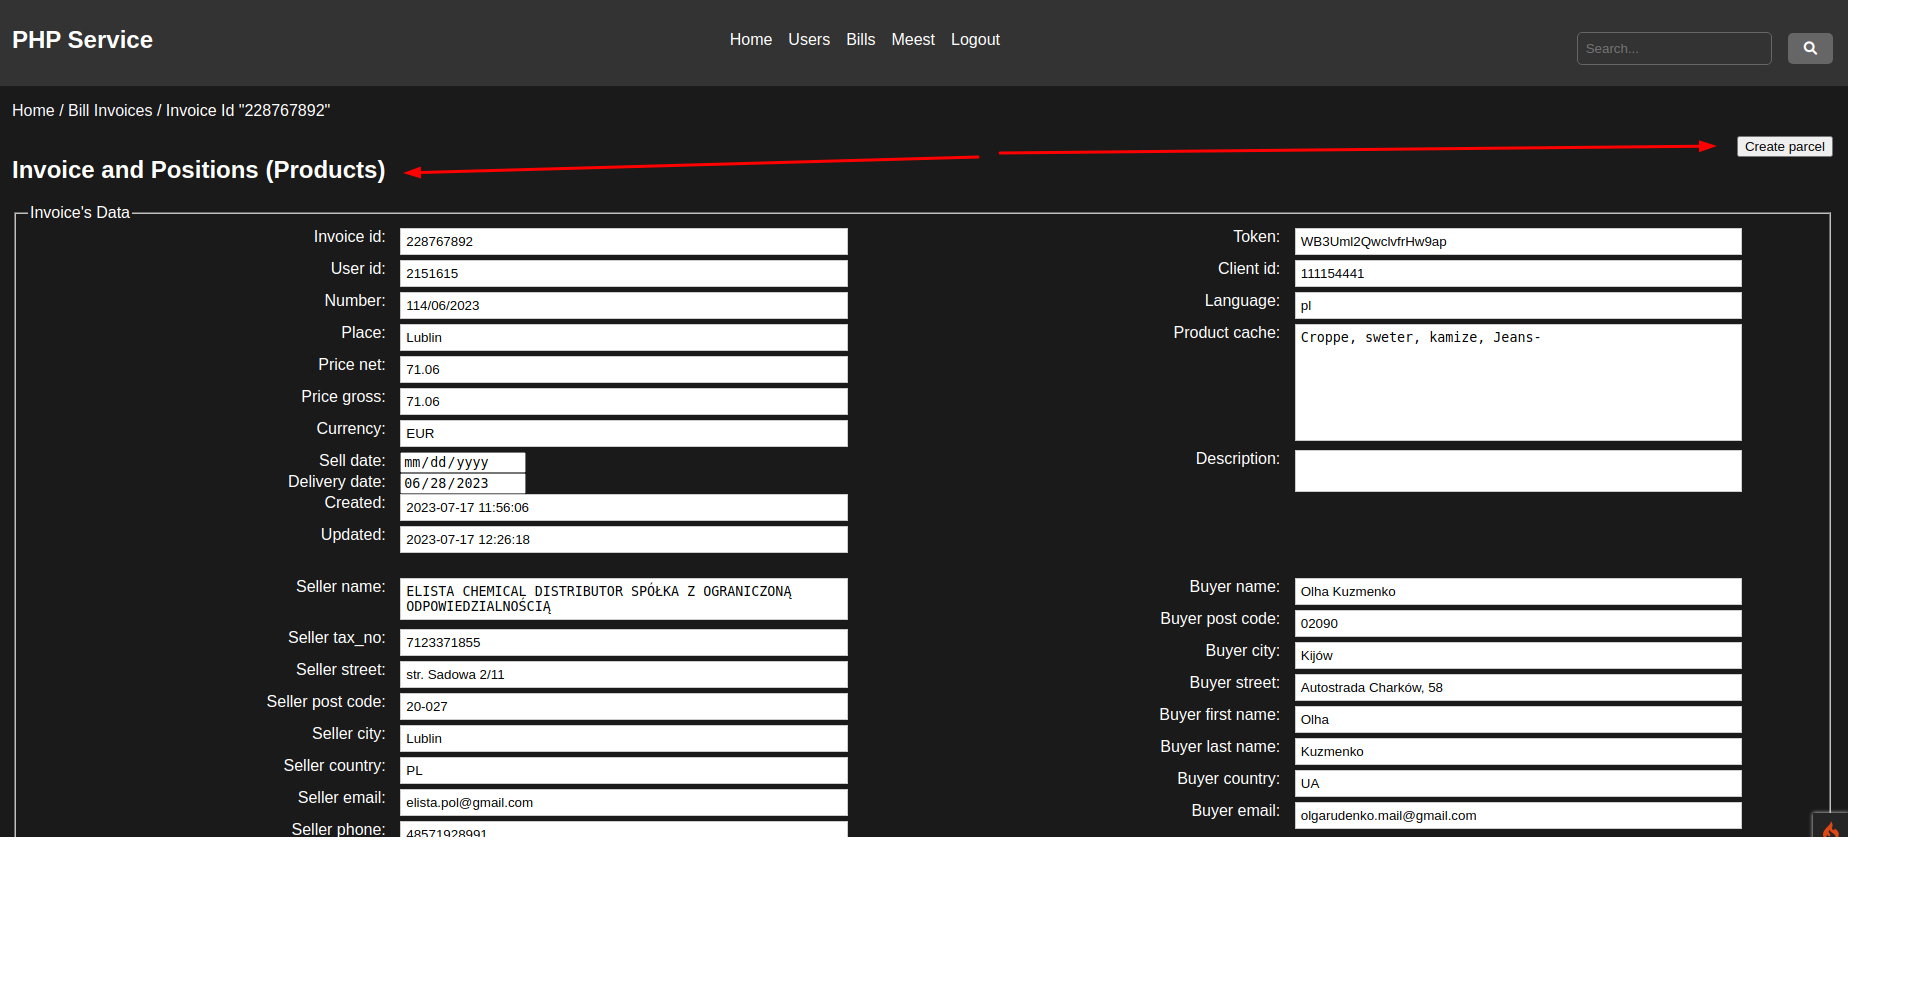 PHP Service
Home Users Bills Meest Logout
Search...
Home / Bill Invoices / Invoice Id "228767892"
Create parcel
Invoice and Positions (Products)
Invoice's Data
Invoice id: 228767892
User id: 2151615
Number: 114/06/2023
Place: Lublin
Price net: 71.06
Price gross: 71.06
Currency: EUR
Sell date: mm/dd/yyyy
Delivery date: 06/28/2023
Created: 2023-07-17 11:56:06
Updated: 2023-07-17 12:26:18
Token: WB3Uml2QwclvfrHw9ap
Client id: 111154441
Language: pl
Product cache: Croppe, sweter, kamize, Jeans-
Description:
Seller name: ELISTA CHEMICAL DISTRIBUTOR SPÓŁKA Z OGRANICZONĄ
ODPOWIEDZIALNOŚCIĄ
Seller tax_no: 7123371855
Seller street: str. Sadowa 2/11
Seller post code: 20-027
Seller city: Lublin
Seller country: PL
Seller email: elista.pol@gmail.com
Seller phone: 48571928991
Buyer name: Olha Kuzmenko
Buyer post code: 02090
Buyer city: Kijów
Buyer street: Autostrada Charków, 58
Buyer first name: Olha
Buyer last name: Kuzmenko
Buyer country: UA
Buyer email: olgarudenko.mail@gmail.com